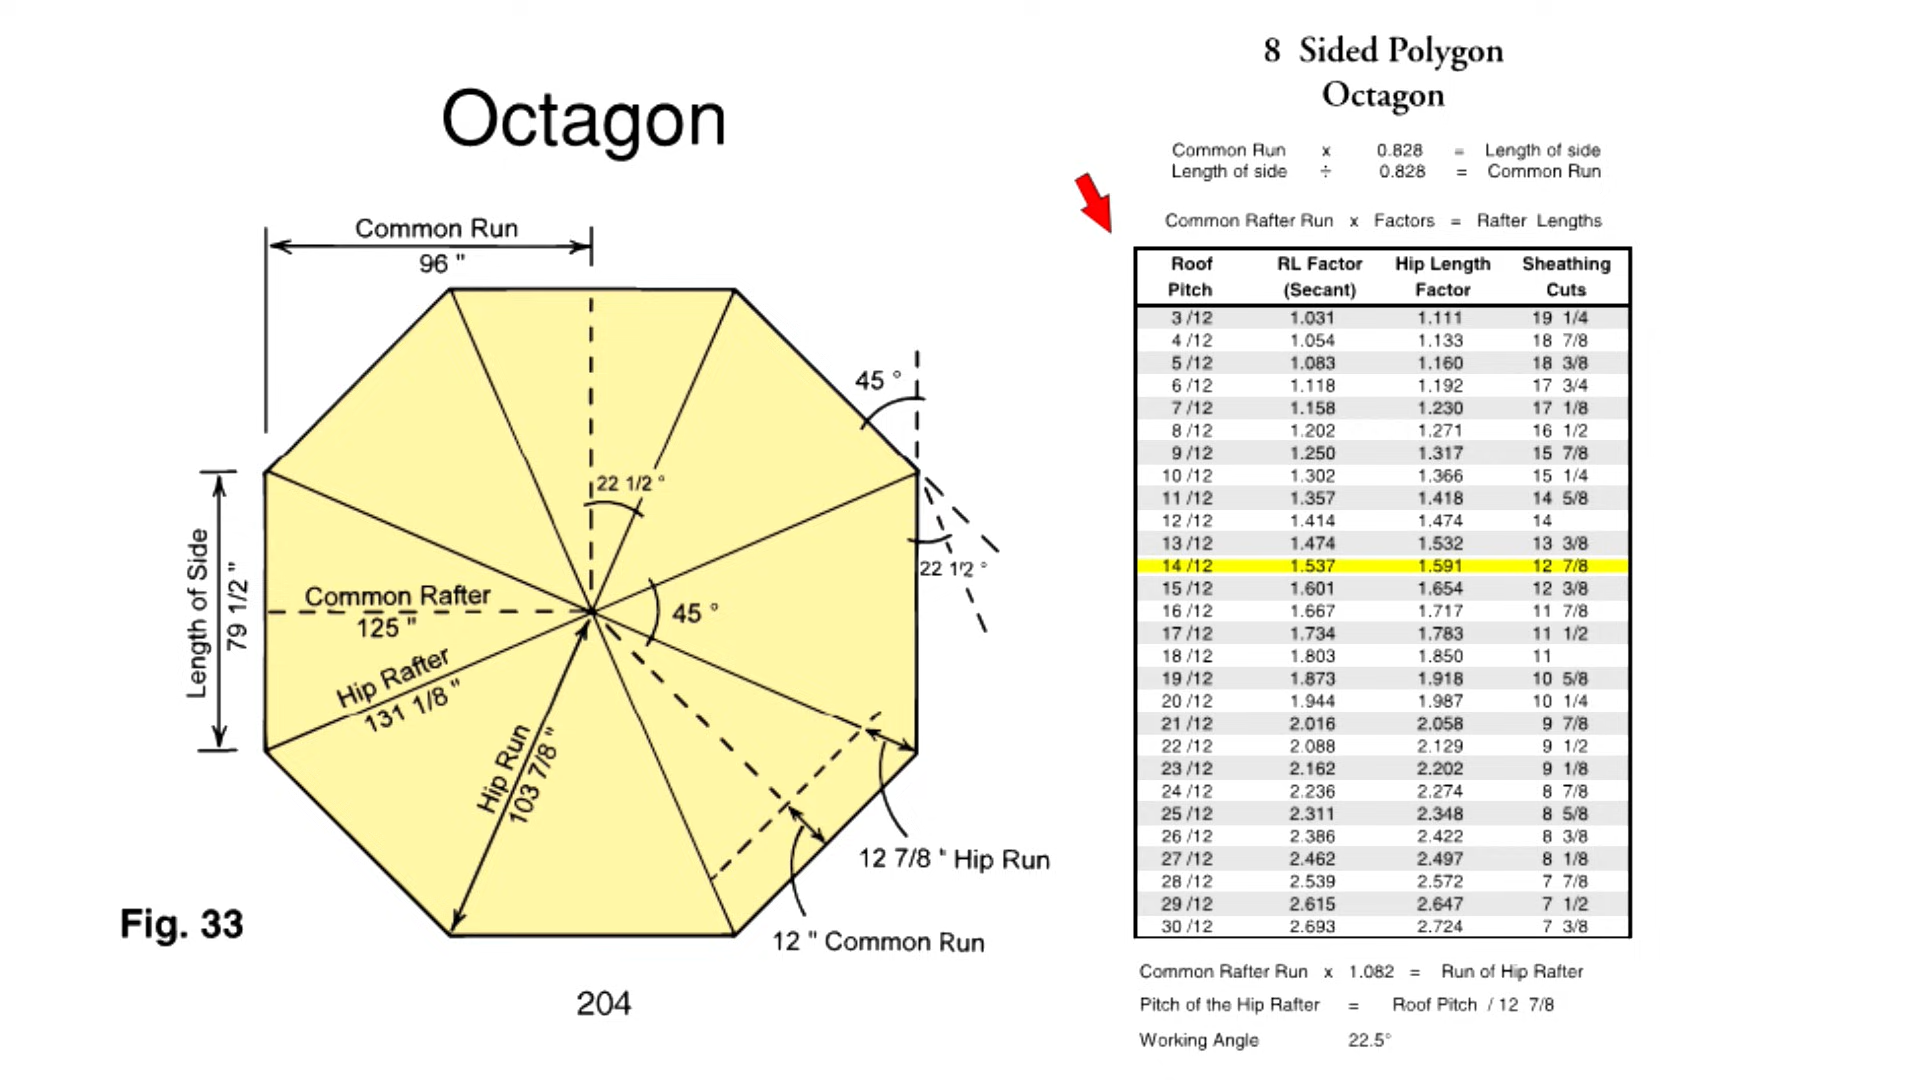 Octagon
Common Run
96 "
45 °
22 1/2 °
22 1/2 °
Length of Side
79 1/2 "
Common Rafter
125 "
45 °
Hip Rafter
131 1/8 "
Hip Run
103 7/8 "
12 7/8 " Hip Run
12 " Common Run
Fig. 33
204
8 Sided Polygon
Octagon
Common Run x 0.828 = Length of side
Length of side ÷ 0.828 = Common Run
Common Rafter Run x Factors = Rafter Lengths
Roof RL Factor Hip Length Sheathing
Pitch (Secant) Factor Cuts
3 /12 1.031 1.111 19 1/4
4 /12 1.054 1.133 18 7/8
5 /12 1.083 1.160 18 3/8
6 /12 1.118 1.192 17 3/4
7 /12 1.158 1.230 17 1/8
8 /12 1.202 1.271 16 1/2
9 /12 1.250 1.317 15 7/8
10 /12 1.302 1.366 15 1/4
11 /12 1.357 1.418 14 5/8
12 /12 1.414 1.474 14
13 /12 1.474 1.532 13 3/8
14 /12 1.537 1.591 12 7/8
15 /12 1.601 1.654 12 3/8
16 /12 1.667 1.717 11 7/8
17 /12 1.734 1.783 11 1/2
18 /12 1.803 1.850 11
19 /12 1.873 1.918 10 5/8
20 /12 1.944 1.987 10 1/4
21 /12 2.016 2.058 9 7/8
22 /12 2.088 2.129 9 1/2
23 /12 2.162 2.202 9 1/8
24 /12 2.236 2.274 8 7/8
25 /12 2.311 2.348 8 5/8
26 /12 2.386 2.422 8 3/8
27 /12 2.462 2.497 8 1/8
28 /12 2.539 2.572 7 7/8
29 /12 2.615 2.647 7 1/2
30 /12 2.693 2.724 7 3/8
Common Rafter Run x 1.082 = Run of Hip Rafter
Pitch of the Hip Rafter = Roof Pitch / 12 7/8
Working Angle 22.5°